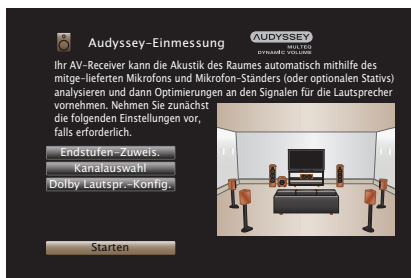 Audyssey-Einmessung
AUDYSSEY
MULTEQ
DYNAMIC VOLUME
Ihr AV-Receiver kann die Akustik des Raumes automatisch mithilfe des
mitge-lieferten Mikrofons und Mikrofon-Ständers (oder optionalen Stativs)
analysieren und dann Optimierungen an den Signalen für die Lautsprecher
vornehmen. Nehmen Sie zunächst
die folgenden Einstellungen vor,
falls erforderlich.
Endstufen-Zuweis.
Kanalauswahl
Dolby Lautspr.-Konfig.
Starten